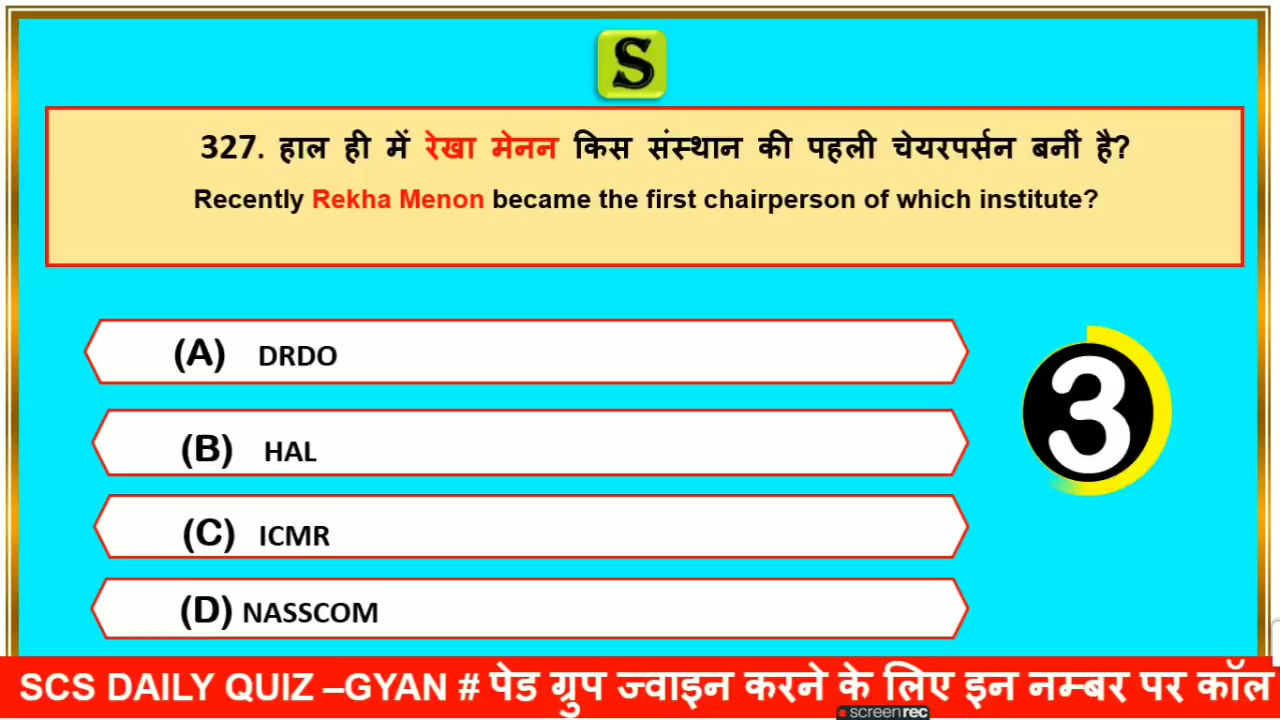 S
327. हाल ही में रेखा मेनन किस संस्थान की पहली चेयरपर्सन बनीं है?
Recently Rekha Menon became the first chairperson of which institute?
(A) DRDO
(B) HAL
3
(C) ICMR
(D) NASSCOM
SCS DAILY QUIZ –GYAN # पेड ग्रुप ज्वाइन करने के लिए इन नम्बर पर कॉल
screenrec